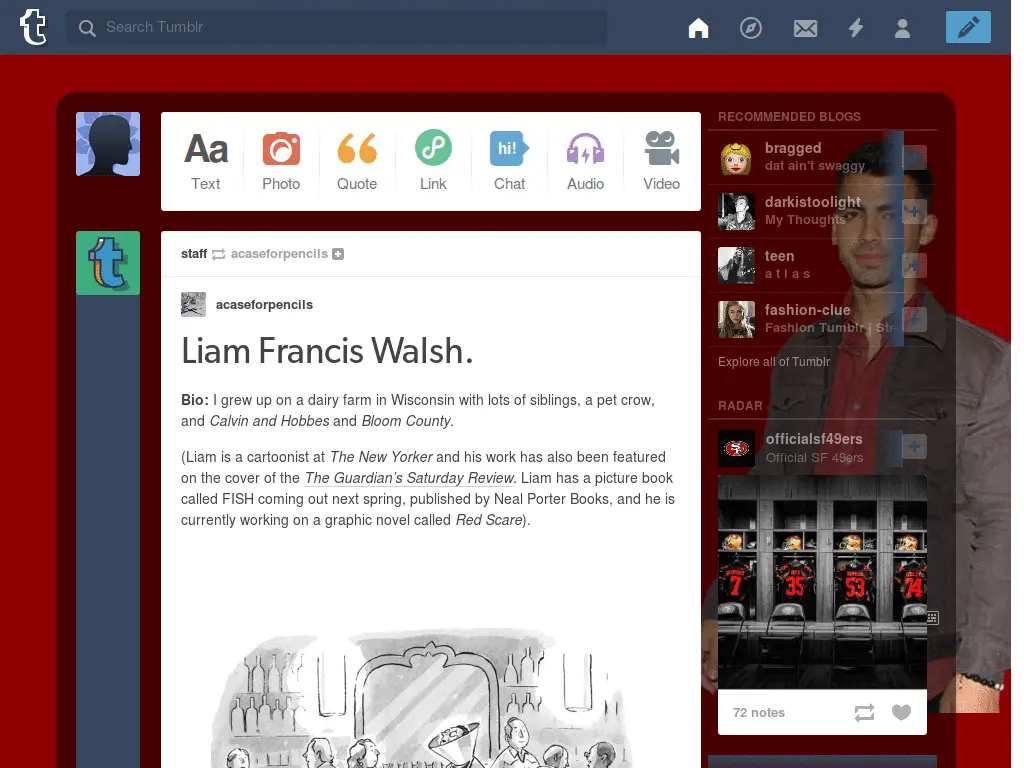 t
Search Tumblr
Aa
hi!
Text
Photo
Quote
Link
Chat
Audio
Video
t
staff acaseforpencils
acaseforpencils
Liam Francis Walsh.
Bio: I grew up on a dairy farm in Wisconsin with lots of siblings, a pet crow,
and Calvin and Hobbes and Bloom County.
(Liam is a cartoonist at The New Yorker and his work has also been featured
on the cover of the The Guardian’s Saturday Review. Liam has a picture book
called FISH coming out next spring, published by Neal Porter Books, and he is
currently working on a graphic novel called Red Scare).
RECOMMENDED BLOGS
bragged
dat ain't swaggy
darkistoolight
My Thoughts
teen
a t l a s
fashion-clue
Fashion Tumblr | Str
Explore all of Tumblr
RADAR
officialsf49ers
Official SF 49ers
SF
7
35
53
74
72 notes